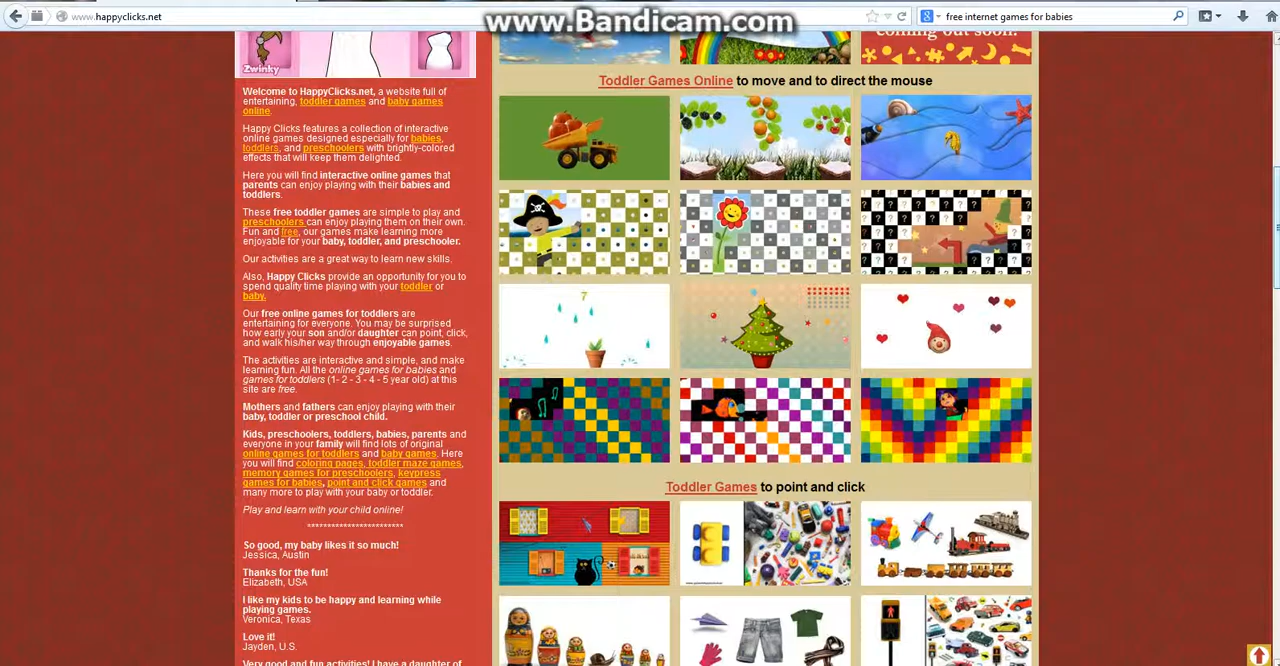 www.happyclicks.net
www.Bandicam.com
free internet games for babies
Zwinky
coming out soon!
Toddler Games Online to move and to direct the mouse
Welcome to HappyClicks.net, a website full of
entertaining, toddler games and baby games
online.
Happy Clicks features a collection of interactive
online games designed especially for babies,
toddlers, and preschoolers with brightly-colored
effects that will keep them delighted.
Here you will find interactive online games that
parents can enjoy playing with their babies and
toddlers.
These free toddler games are simple to play and
preschoolers can enjoy playing them on their own.
Fun and free, our games make learning more
enjoyable for your baby, toddler, and preschooler.
Our activities are a great way to learn new skills.
Also, Happy Clicks provide an opportunity for you to
spend quality time playing with your toddler or
baby.
Our free online games for toddlers are
entertaining for everyone. You may be surprised
how early your son and/or daughter can point, click,
and walk his/her way through enjoyable games.
The activities are interactive and simple, and make
learning fun. All the online games for babies and
games for toddlers (1- 2 - 3 - 4 - 5 year old) at this
site are free.
Mothers and fathers can enjoy playing with their
baby, toddler or preschool child.
Kids, preschoolers, toddlers, babies, parents and
everyone in your family will find lots of original
online games for toddlers and baby games. Here
you will find coloring pages, toddler maze games,
memory games for preschoolers, keypress
games for babies, point and click games and
many more to play with your baby or toddler.
Play and learn with your child online!
************************
So good, my baby likes it so much!
Jessica, Austin
Thanks for the fun!
Elizabeth, USA
I like my kids to be happy and learning while
playing games.
Veronica, Texas
Love it!
Jayden, U.S.
Very good and fun activities! I have a daughter of
7
Toddler Games to point and click